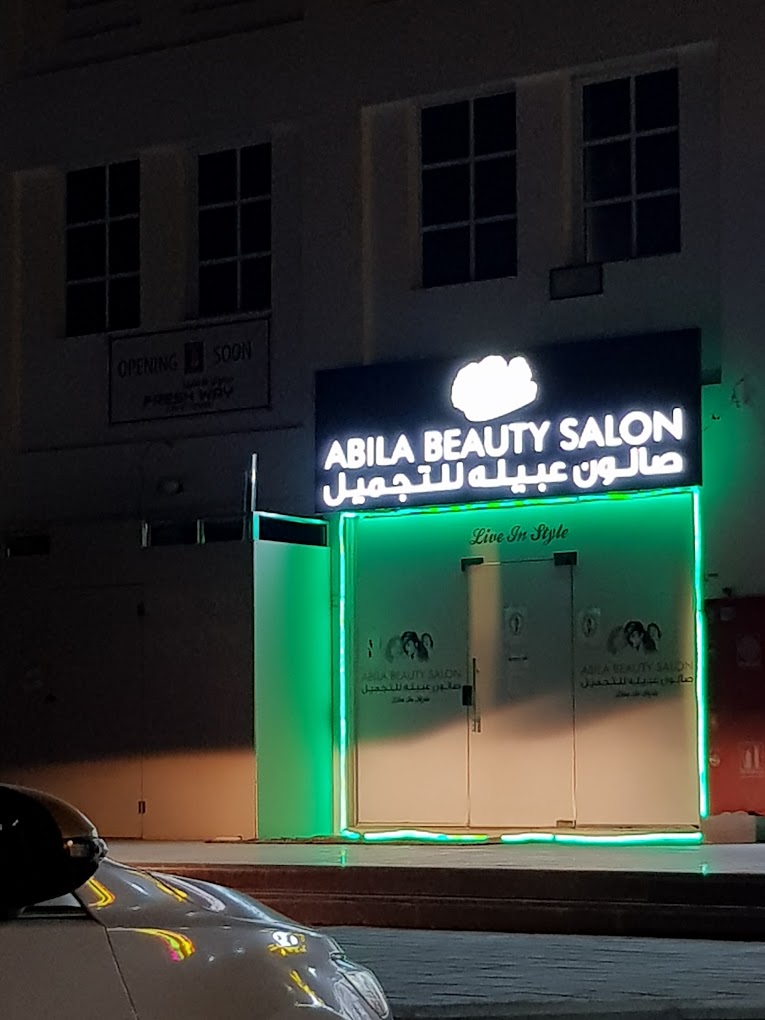 OPENING SOON
FRESH WAY
ABILA BEAUTY SALON
صالون عبيله للتجميل
Live In Style
ABILA BEAUTY SALON
صالون عبيله للتجميل
ABILA BEAUTY SALON
صالون عبيله للتجميل